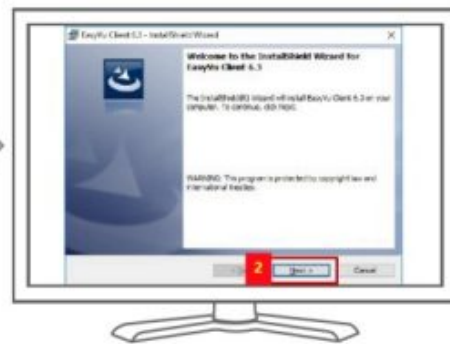 EasyVu Client 6.3 - InstallShield Wizard
Welcome to the InstallShield Wizard for
EasyVu Client 6.3
The InstallShield(R) Wizard will install EasyVu Client 6.3 on your
computer. To continue, click Next.
WARNING: This program is protected by copyright law and
international treaties.
2
Next >
Cancel